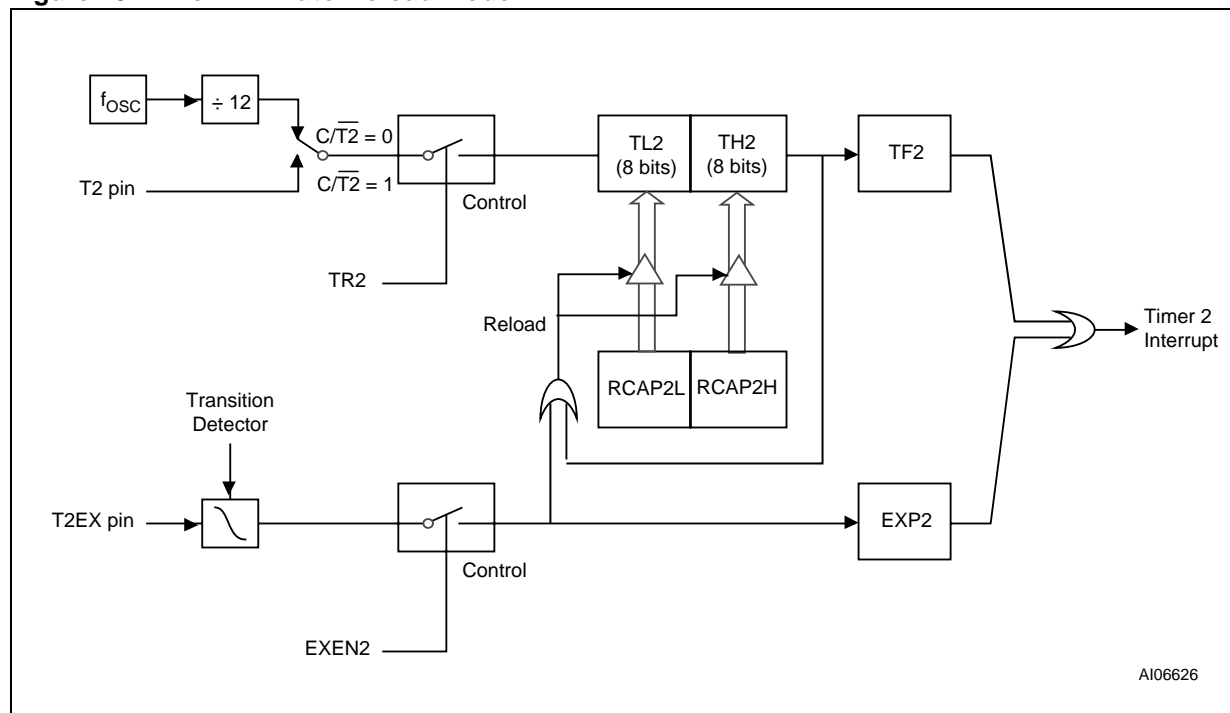 f_OSC
÷ 12
C/T2̅ = 0
C/T2̅ = 1
T2 pin
Control
TR2
TL2
(8 bits)
TH2
(8 bits)
TF2
Reload
RCAP2L
RCAP2H
Timer 2
Interrupt
Transition
Detector
T2EX pin
Control
EXP2
EXEN2
AI06626